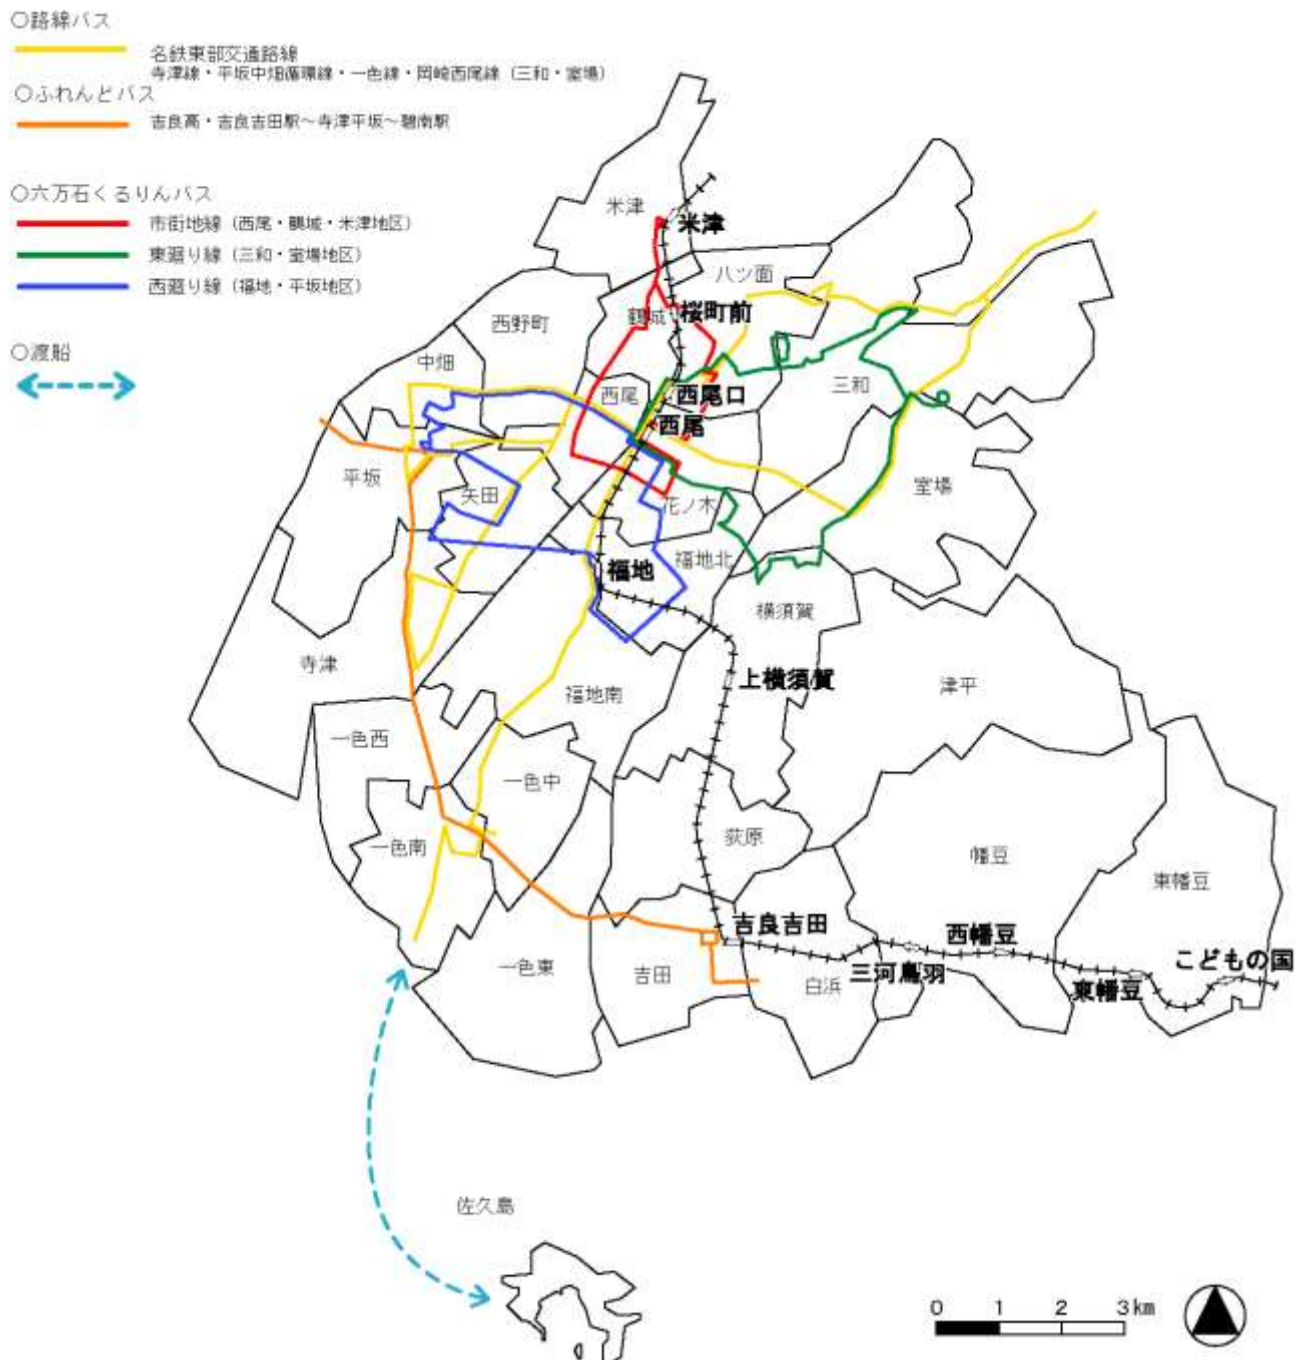 ○路線バス
名鉄東部交通路線
寺津線・平坂中畑循環線・一色線・岡崎西尾線（三和・室場）
○ふれんどバス
吉良高・吉良吉田駅～寺津平坂～碧南駅
○六万石くるりんバス
市街地線（西尾・鶴城・米津地区）
東廻り線（三和・室場地区）
西廻り線（福地・平坂地区）
○渡船
米津
米津
八ツ面
西野町
鶴城
桜町前
中畑
西尾
西尾口
三和
西尾
平坂
矢田
花ノ木
室場
福地
福地北
横須賀
寺津
福地南
上横須賀
津平
一色西
一色中
一色南
荻原
幡豆
東幡豆
吉良吉田
西幡豆
一色東
吉田
白浜
三河鳥羽
東幡豆
こどもの国
佐久島
0 1 2 3km